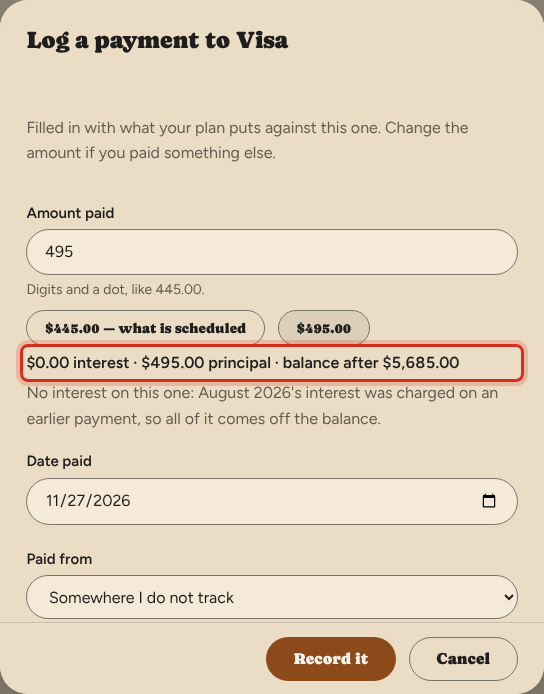 Log a payment to Visa
Filled in with what your plan puts against this one. Change the
amount if you paid something else.
Amount paid
495
Digits and a dot, like 445.00.
$445.00 — what is scheduled
$495.00
$0.00 interest · $495.00 principal · balance after $5,685.00
No interest on this one: August 2026's interest was charged on an
earlier payment, so all of it comes off the balance.
Date paid
11/27/2026
Paid from
Somewhere I do not track
Record it
Cancel